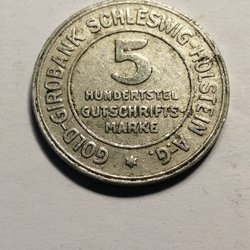 GOLD-GIROBANK SCHLESWIG-HOLSTEIN A.G.
5
HUNDERTSTEL
GUTSCHRIFTS-
MARKE